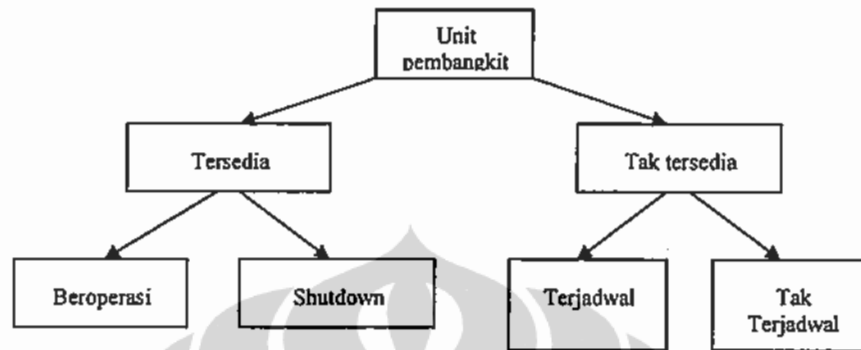 Unit
pembangkit
Tersedia
Tak tersedia
Beroperasi
Shutdown
Terjadwal
Tak
Terjadwal